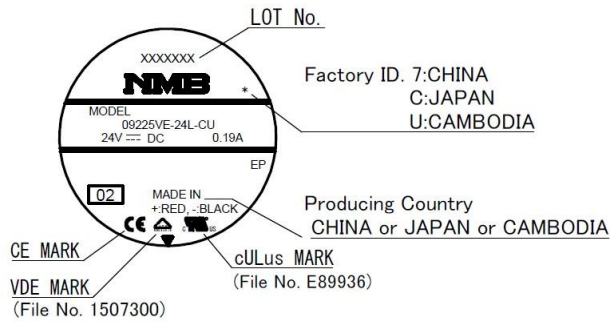 LOT No.
XXXXXXX
NMB
*
Factory ID. 7:CHINA
C:JAPAN
U:CAMBODIA
MODEL
09225VE-24L-CU
24V ⎓ DC 0.19A
EP
02
MADE IN
+:RED, -:BLACK
Producing Country
CHINA or JAPAN or CAMBODIA
CE
C US
CE MARK
cULus MARK
(File No. E89936)
VDE MARK
(File No. 1507300)